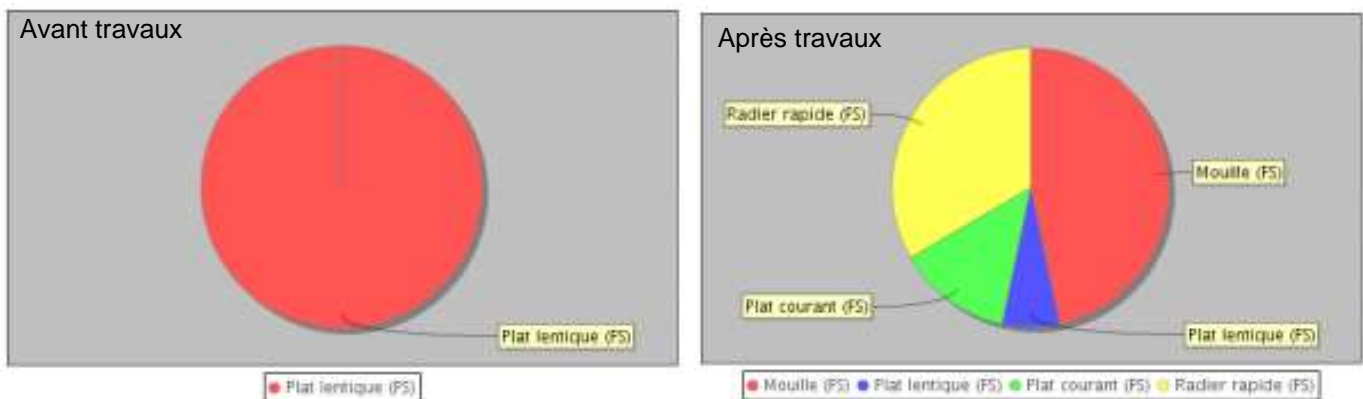 Avant travaux
Plat lentique (FS)
Plat lentique (FS)
Après travaux
Radier rapide (FS)
Mouille (FS)
Plat courant (FS)
Plat lentique (FS)
Mouille (FS) Plat lentique (FS) Plat courant (FS) Radier rapide (FS)